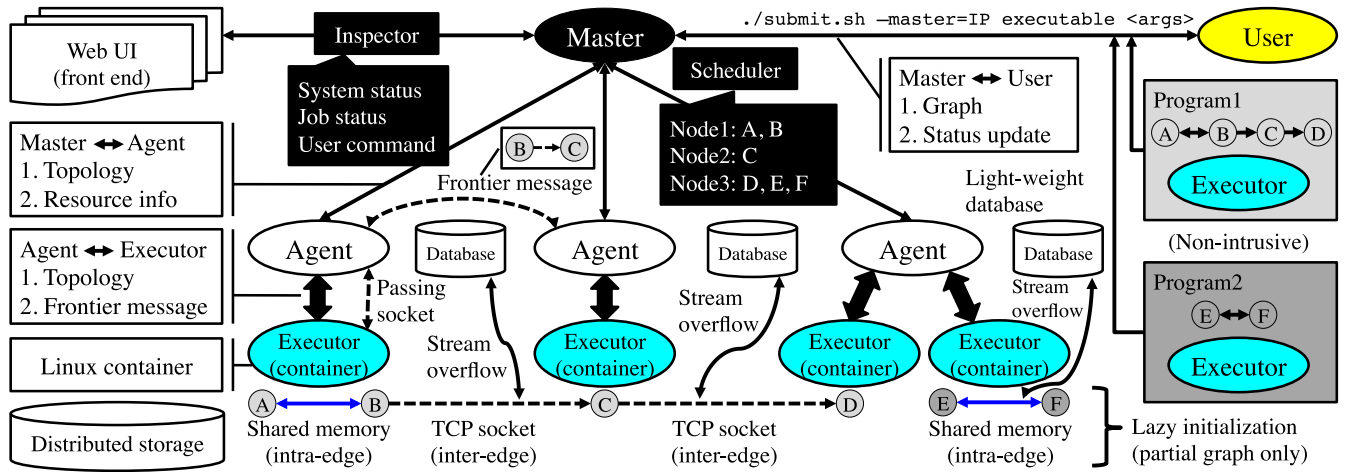 Web UI
(front end)
Inspector
Master
./submit.sh –master=IP executable <args>
User
System status
Job status
User command
Scheduler
Node1: A, B
Node2: C
Node3: D, E, F
Master ↔ User
1. Graph
2. Status update
Program1
A
B
C
D
Executor
(Non-intrusive)
Master ↔ Agent
1. Topology
2. Resource info
B
C
Frontier message
Light-weight
database
Agent
Database
Agent
Database
Agent
Database
Agent ↔ Executor
1. Topology
2. Frontier message
Passing
socket
Stream
overflow
Stream
overflow
Stream
overflow
Program2
E
F
Executor
Linux container
Executor
(container)
Executor
(container)
Executor
(container)
Executor
(container)
A
B
C
D
E
F
Distributed storage
Shared memory
(intra-edge)
TCP socket
(inter-edge)
TCP socket
(inter-edge)
Shared memory
(intra-edge)
Lazy initialization
(partial graph only)